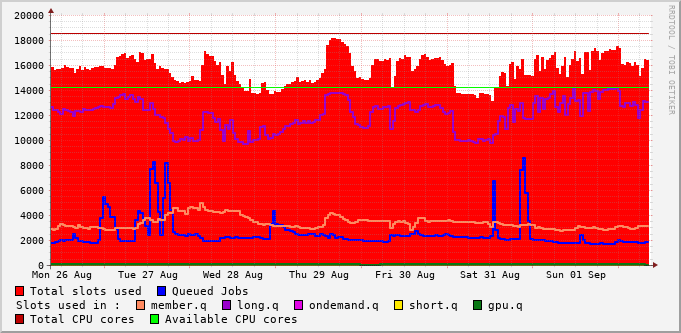 20000
18000
16000
14000
12000
10000
8000
6000
4000
2000
0
Mon 26 Aug Tue 27 Aug Wed 28 Aug Thu 29 Aug Fri 30 Aug Sat 31 Aug Sun 01 Sep
Total slots used Queued Jobs
Slots used in : member.q long.q ondemand.q short.q gpu.q
Total CPU cores Available CPU cores
RRDTOOL / TOBI OETIKER